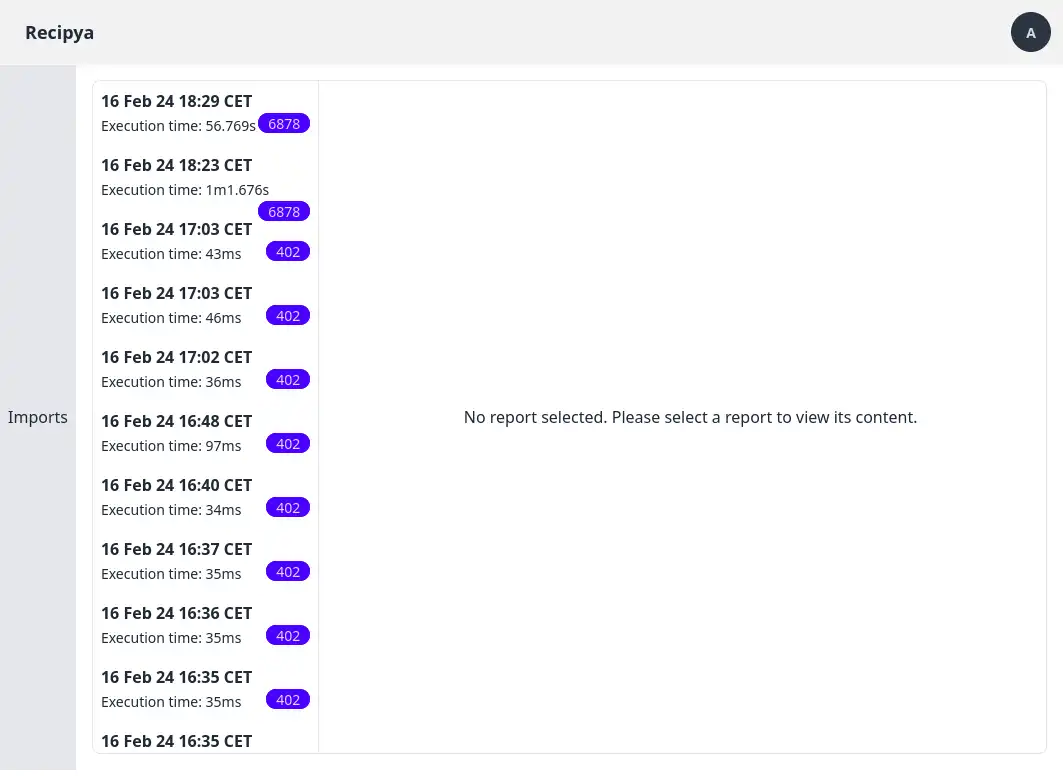 Recipya
A
Imports
16 Feb 24 18:29 CET
Execution time: 56.769s 6878
16 Feb 24 18:23 CET
Execution time: 1m1.676s
6878
16 Feb 24 17:03 CET
Execution time: 43ms 402
16 Feb 24 17:03 CET
Execution time: 46ms 402
16 Feb 24 17:02 CET
Execution time: 36ms 402
16 Feb 24 16:48 CET
Execution time: 97ms 402
16 Feb 24 16:40 CET
Execution time: 34ms 402
16 Feb 24 16:37 CET
Execution time: 35ms 402
16 Feb 24 16:36 CET
Execution time: 35ms 402
16 Feb 24 16:35 CET
Execution time: 35ms 402
16 Feb 24 16:35 CET
No report selected. Please select a report to view its content.